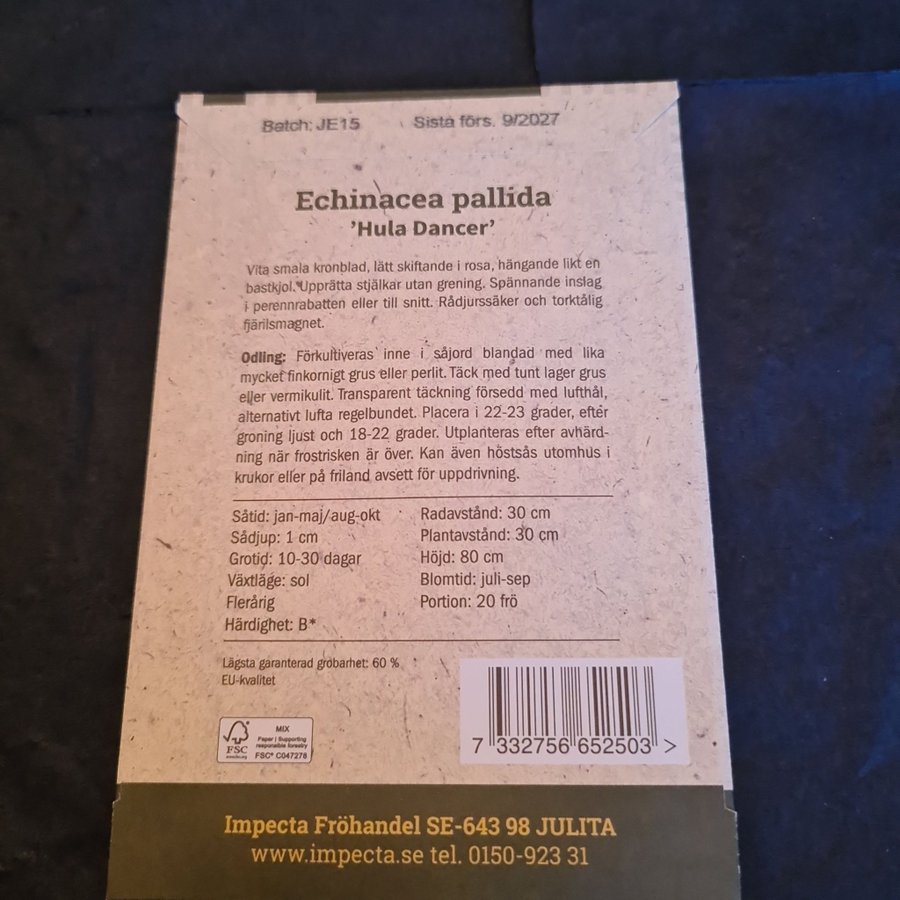 Batch: JE15 Sista förs. 9/2027
Echinacea pallida
’Hula Dancer’
Vita smala kronblad, lätt skiftande i rosa, hängande likt en
bastkjol. Upprätta stjälkar utan grening. Spännande inslag
i perennrabatten eller till snitt. Rådjurssäker och torktålig
fjärilsmagnet.
Odling: Förkultiveras inne i såjord blandad med lika
mycket finkornigt grus eller perlit. Täck med tunt lager grus
eller vermikulit. Transparent täckning försedd med lufthål,
alternativt lufta regelbundet. Placera i 22-23 grader, efter
groning ljust och 18-22 grader. Utplanteras efter avhärd-
ning när frostrisken är över. Kan även höstsås utomhus i
krukor eller på friland avsett för uppdrivning.
Såtid: jan-maj/aug-okt
Sådjup: 1 cm
Grotid: 10-30 dagar
Växtläge: sol
Flerårig
Härdighet: B*
Radavstånd: 30 cm
Plantavstånd: 30 cm
Höjd: 80 cm
Blomtid: juli-sep
Portion: 20 frö
Lägsta garanterad grobarhet: 60 %
EU-kvalitet
FSC
www.fsc.org
MIX
Paper | Supporting
responsible forestry
FSC® C047278
7 332756 652503 >
Impecta Fröhandel SE-643 98 JULITA
www.impecta.se tel. 0150-923 31